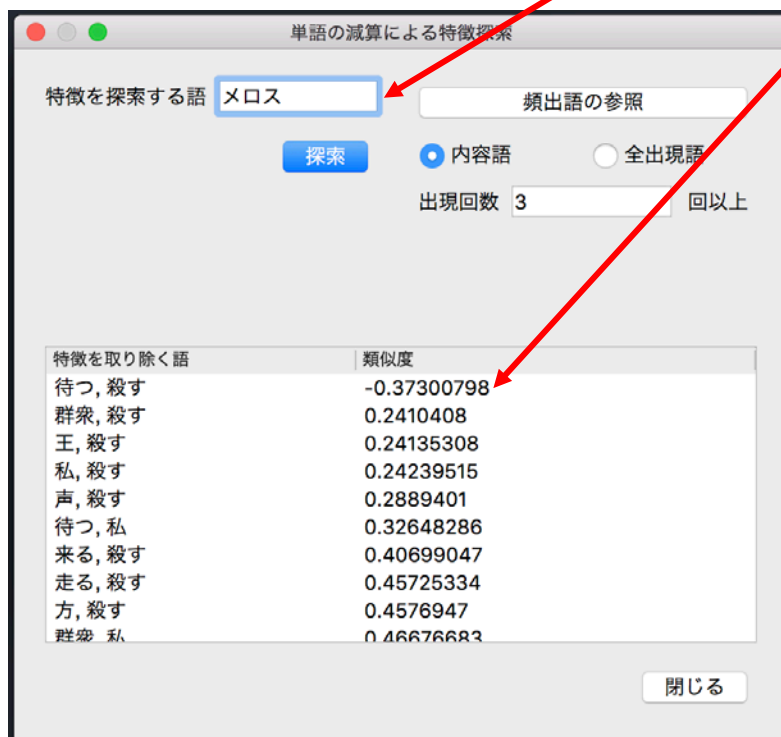 単語の減算による特徴探索
特徴を探索する語 メロス
頻出語の参照
探索 内容語 全出現語
出現回数 3 回以上
特徴を取り除く語 類似度
待つ, 殺す -0.37300798
群衆, 殺す 0.2410408
王, 殺す 0.24135308
私, 殺す 0.24239515
声, 殺す 0.2889401
待つ, 私 0.32648286
来る, 殺す 0.40699047
走る, 殺す 0.45725334
方, 殺す 0.4576947
群衆, 私 0.46676683
閉じる